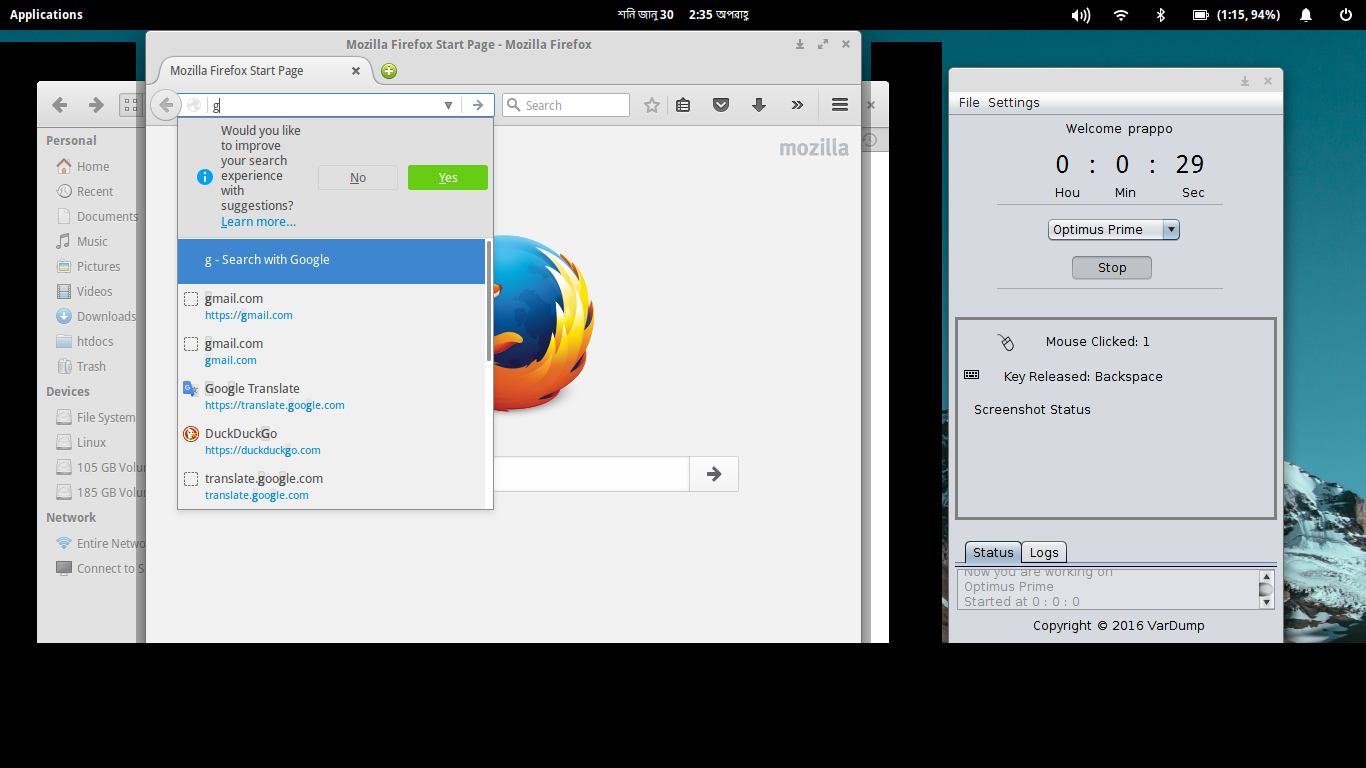 Applications
শনি জানু 30 2:35 অপরাহ্ণ
(1:15, 94%)
Mozilla Firefox Start Page - Mozilla Firefox
Mozilla Firefox Start Page
g
Search
mozilla
Would you like
to improve
your search
experience
with
suggestions?
Learn more...
No
Yes
g - Search with Google
gmail.com
https://gmail.com
gmail.com
gmail.com
Google Translate
https://translate.google.com
DuckDuckGo
https://duckduckgo.com
translate.google.com
translate.google.com
Personal
Home
Recent
Documents
Music
Pictures
Videos
Downloads
htdocs
Trash
Devices
File System
Linux
105 GB Volu
185 GB Volu
Network
Entire Netwo
Connect to S
File Settings
Welcome prappo
0 : 0 : 29
Hou Min Sec
Optimus Prime
Stop
Mouse Clicked: 1
Key Released: Backspace
Screenshot Status
Status Logs
Now you are working on
Optimus Prime
Started at 0 : 0 : 0
Copyright © 2016 VarDump